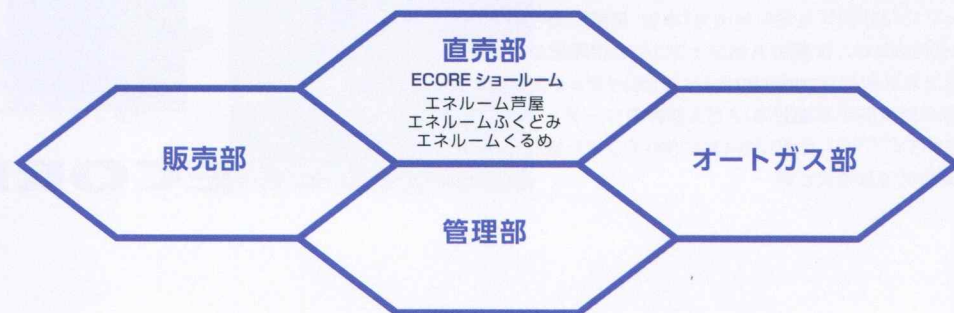 直売部
ECORE ショールーム
エネルーム芦屋
エネルームふくどみ
エネルームくるめ
販売部
オートガス部
管理部